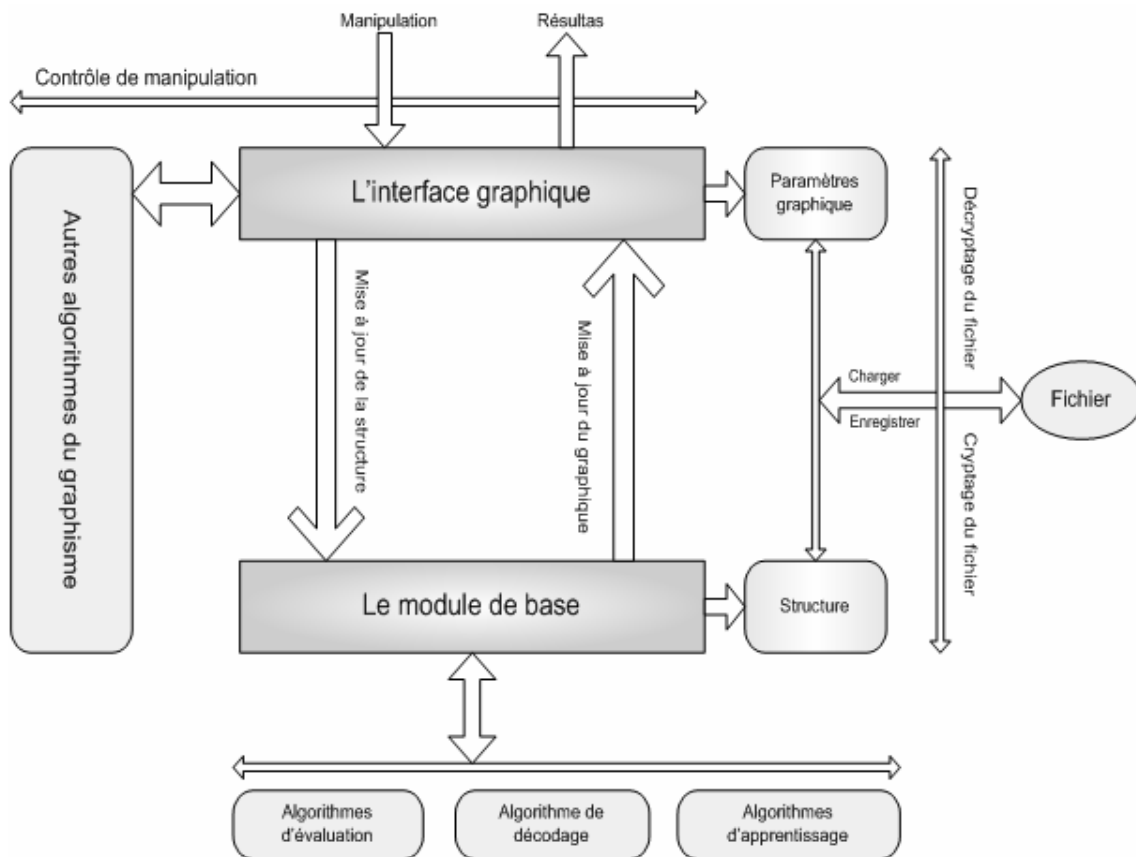 Manipulation
Résultas
Contrôle de manipulation
L'interface graphique
Paramètres
graphique
Autres algorithmes du graphisme
Mise à jour de la structure
Mise à jour du graphique
Décryptage du fichier
Charger
Enregistrer
Fichier
Cryptage du fichier
Le module de base
Structure
Algorithmes
d'évaluation
Algorithme de
décodage
Algorithmes
d'apprentissage